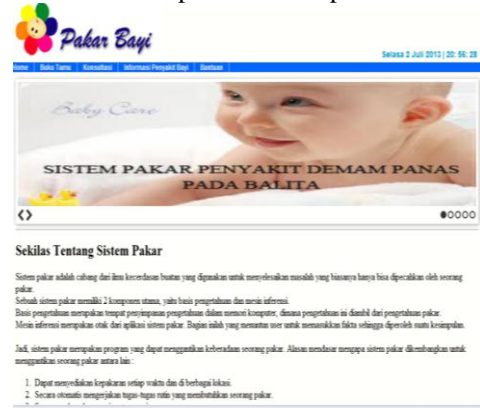 Pakar Bayi
Selasa 2 Juli 2013 | 20: 56: 28
Home Buku Tamu Konsultasi Informasi Penyakit Bayi Bantuan
Baby Care
SISTEM PAKAR PENYAKIT DEMAM PANAS
PADA BALITA
Sekilas Tentang Sistem Pakar
Sistem pakar adalah cabang dari ilmu kecerdasan buatan yang digunakan untuk menyelesaikan masalah yang biasanya hanya bisa dipecahkan oleh seorang
pakar.
Sebuah sistem pakar memiliki 2 komponen utama, yaitu basis pengetahuan dan mesin inferensi.
Basis pengetahuan merupakan tempat penyimpanan pengetahuan dalam memori komputer, dimana pengetahuan ini diambil dari pengetahuan pakar.
Mesin inferensi merupakan otak dari aplikasi sistem pakar. Bagian inilah yang menuntun user untuk memasukkan fakta sehingga diperoleh suatu kesimpulan.
Jadi, sistem pakar merupakan program yang dapat menggantikan keberadaan seorang pakar. Alasan mendasar mengapa sistem pakar dikembangkan untuk
menggantikan seorang pakar antara lain :
1. Dapat menyediakan kepakaran setiap waktu dan di berbagai lokasi.
2. Secara otomatis mengerjakan tugas-tugas rutin yang membutuhkan seorang pakar.